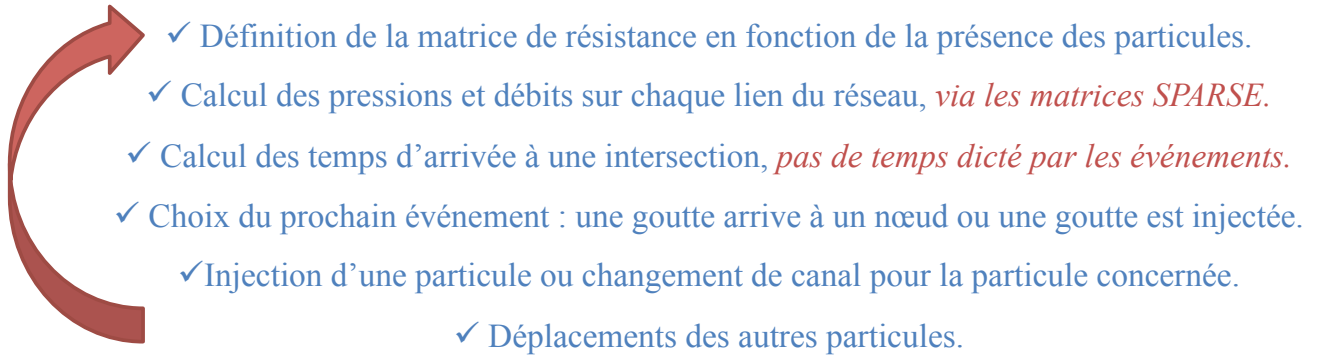 ✓ Définition de la matrice de résistance en fonction de la présence des particules.
✓ Calcul des pressions et débits sur chaque lien du réseau, via les matrices SPARSE.
✓ Calcul des temps d’arrivée à une intersection, pas de temps dicté par les événements.
✓ Choix du prochain événement : une goutte arrive à un nœud ou une goutte est injectée.
✓Injection d’une particule ou changement de canal pour la particule concernée.
✓ Déplacements des autres particules.